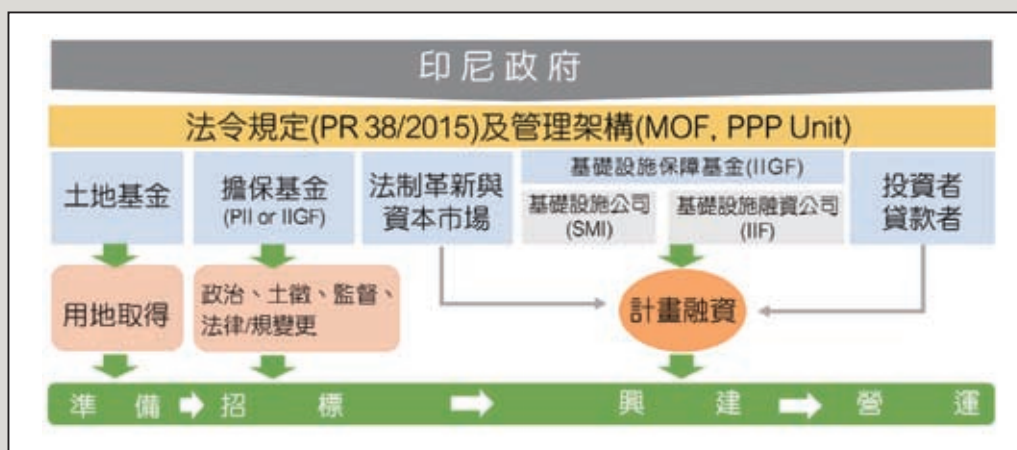 印尼政府
法令規定(PR 38/2015)及管理架構(MOF, PPP Unit)
土地基金
擔保基金
(PII or IIGF)
法制革新與
資本市場
基礎設施保障基金(IIGF)
基礎設施公司
(SMI)
基礎設施融資公司
(IIF)
投資者
貸款者
用地取得
政治、土徵、監督、
法律/規變更
計畫融資
準備 招標 興建 營運